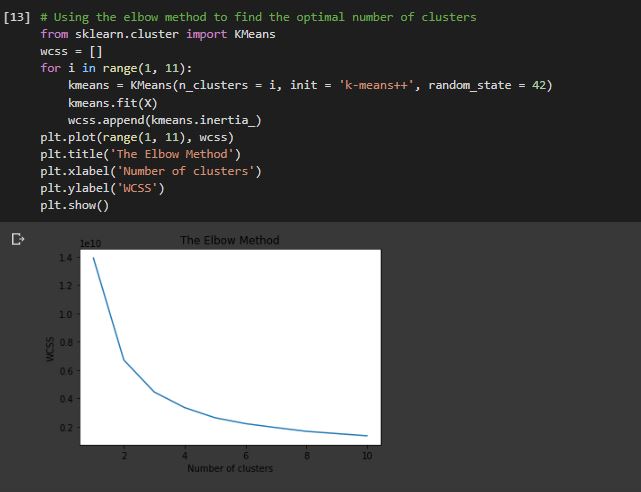 [13] # Using the elbow method to find the optimal number of clusters
from sklearn.cluster import KMeans
wcss = []
for i in range(1, 11):
    kmeans = KMeans(n_clusters = i, init = 'k-means++', random_state = 42)
    kmeans.fit(X)
    wcss.append(kmeans.inertia_)
plt.plot(range(1, 11), wcss)
plt.title('The Elbow Method')
plt.xlabel('Number of clusters')
plt.ylabel('WCSS')
plt.show()
1e10
The Elbow Method
1.4
1.2
1.0
0.8
0.6
0.4
0.2
WCSS
2 4 6 8 10
Number of clusters